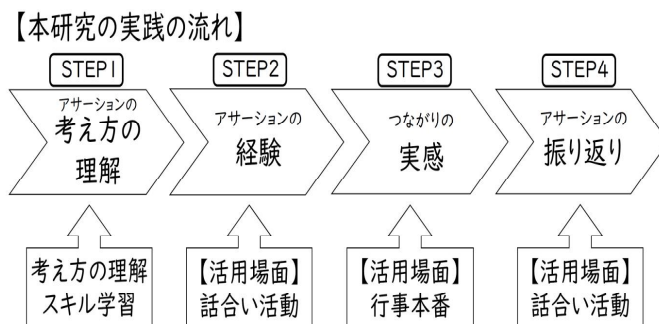 【本研究の実践の流れ】
STEP1
STEP2
STEP3
STEP4
アサーションの
考え方の
理解
アサーションの
経験
つながりの
実感
アサーションの
振り返り
考え方の理解
スキル学習
【活用場面】
話合い活動
【活用場面】
行事本番
【活用場面】
話合い活動